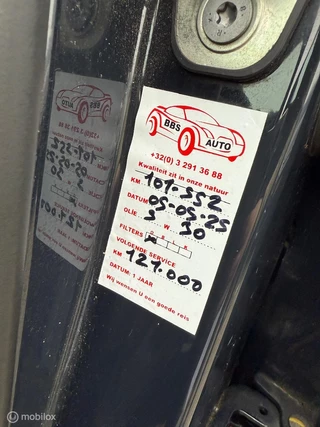 BBS
AUTO
+32(0) 3 291 36 88
Kwaliteit zit in onze natuur
KM 101.352
DATUM 05-05-25
OLIE 5 W 30
FILTERS
VOLGENDE SERVICE
KM 121.000
DATUM: 1 JAAR
Wij wensen U een goede reis
mobilox